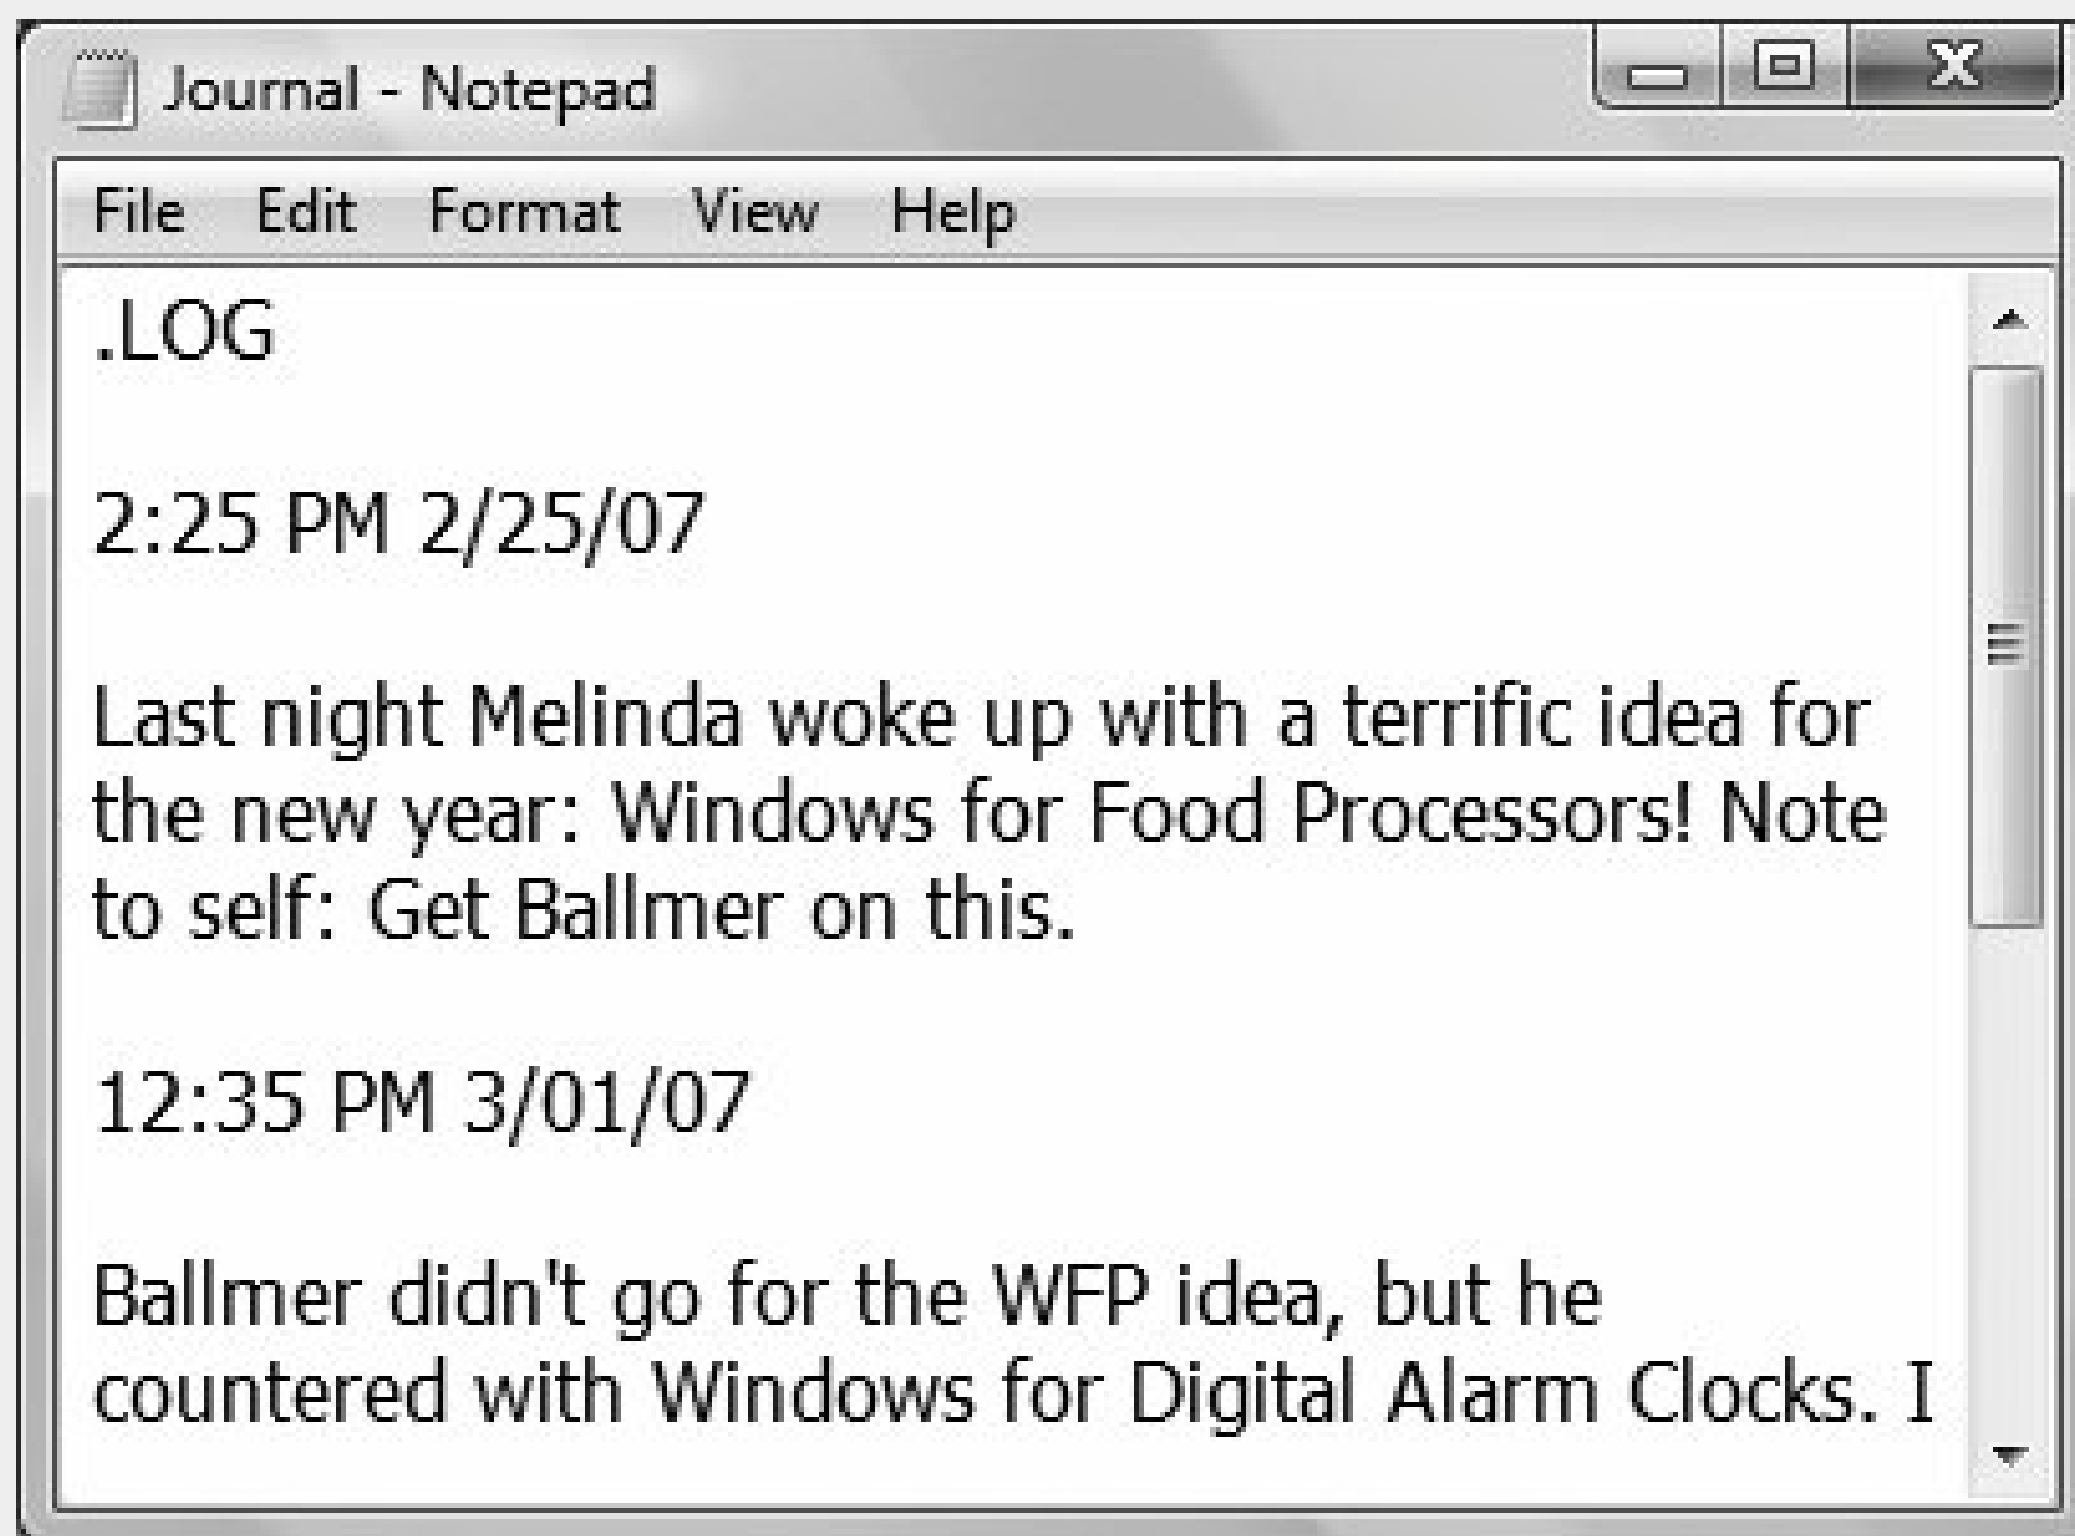 Journal - Notepad
File Edit Format View Help
.LOG
2:25 PM 2/25/07
Last night Melinda woke up with a terrific idea for
the new year: Windows for Food Processors! Note
to self: Get Ballmer on this.
12:35 PM 3/01/07
Ballmer didn't go for the WFP idea, but he
countered with Windows for Digital Alarm Clocks. I